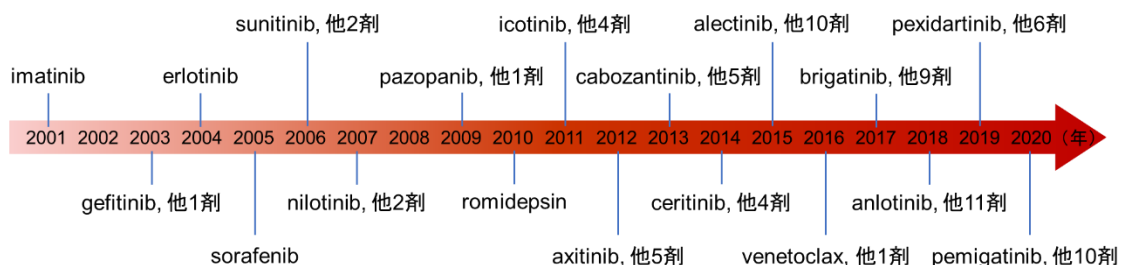 sunitinib, 他2剤 icotinib, 他4剤 alectinib, 他10剤 pexidartinib, 他6剤
imatinib erlotinib pazopanib, 他1剤 cabozantinib, 他5剤 brigatinib, 他9剤
2001 2002 2003 2004 2005 2006 2007 2008 2009 2010 2011 2012 2013 2014 2015 2016 2017 2018 2019 2020（年）
gefitinib, 他1剤 nilotinib, 他2剤 romidepsin ceritinib, 他4剤 anlotinib, 他11剤
sorafenib axitinib, 他5剤 venetoclax, 他1剤 pemigatinib, 他10剤